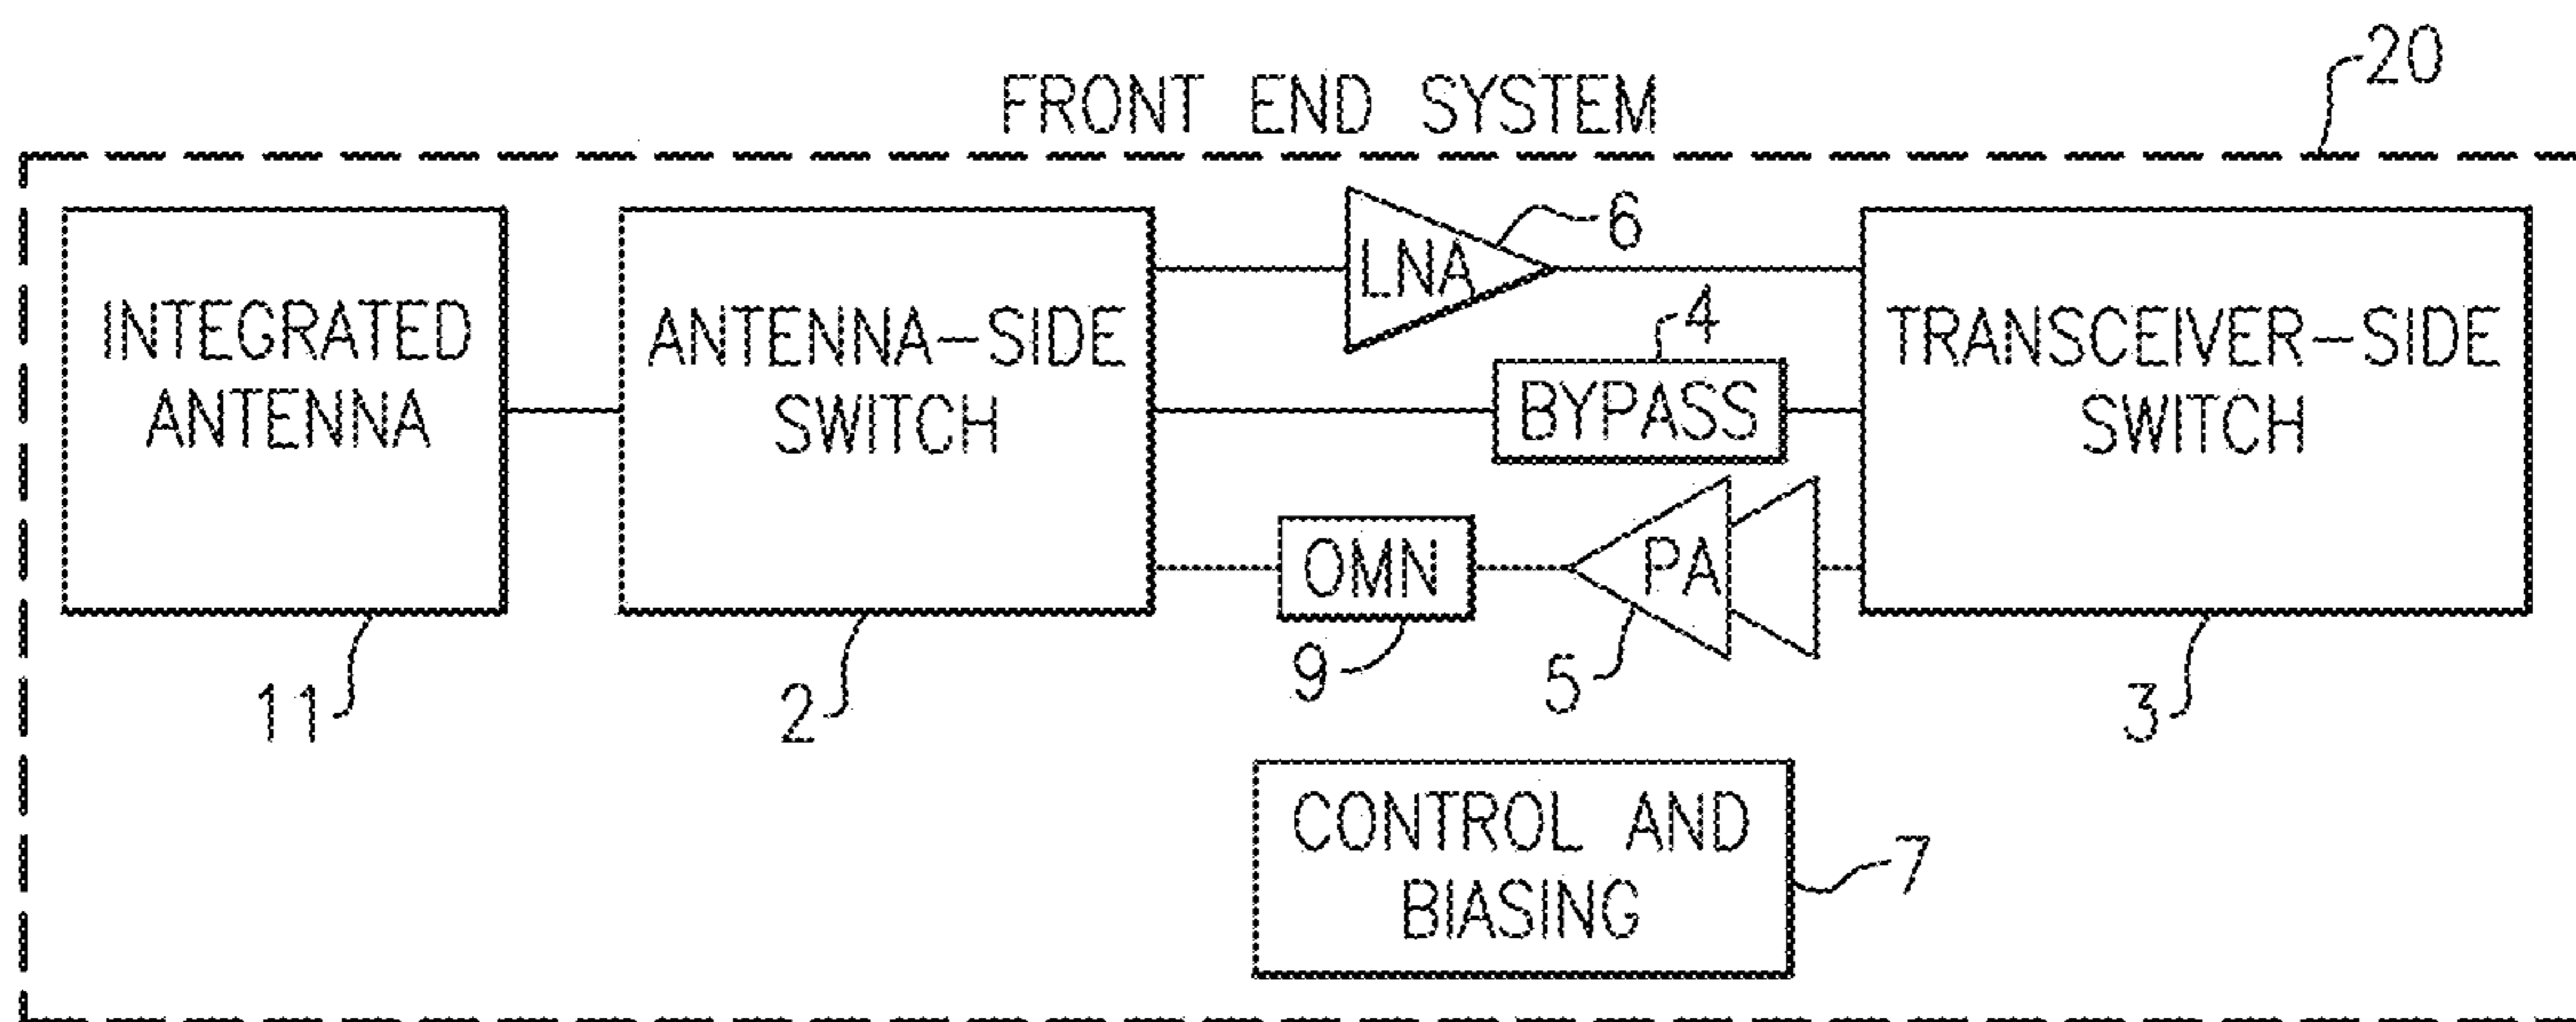 20
FRONT END SYSTEM
LNA
6
INTEGRATED
ANTENNA
ANTENNA-SIDE
SWITCH
4
BYPASS
TRANSCEIVER-SIDE
SWITCH
OMN
PA
11
2
9
5
3
CONTROL AND
BIASING
7